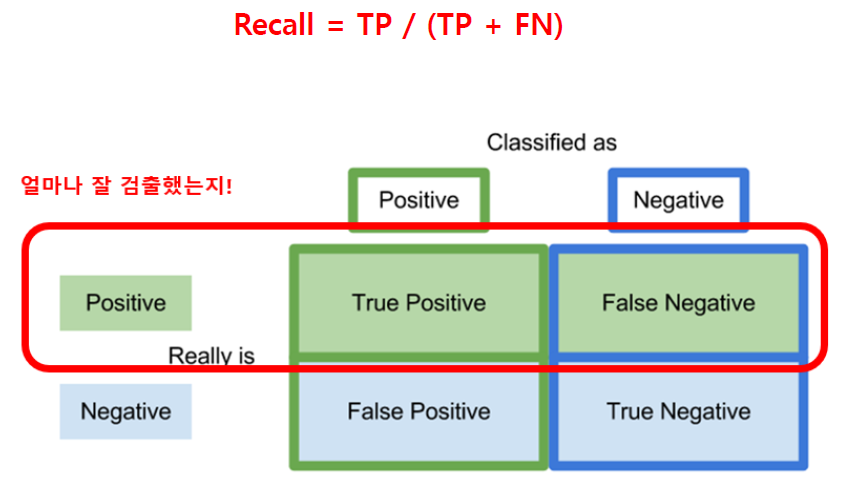 Recall = TP / (TP + FN)
Classified as
얼마나 잘 검출했는지!
Positive
Negative
Positive
True Positive
False Negative
Really is
Negative
False Positive
True Negative